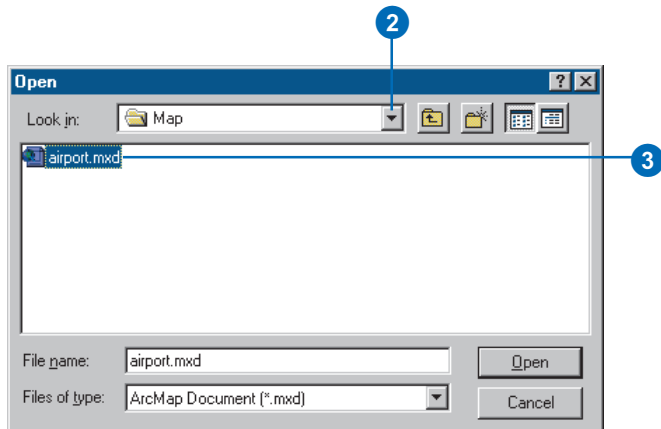 2
Open
Look in: Map
airport.mxd
3
File name: airport.mxd
Open
Files of type: ArcMap Document (*.mxd)
Cancel